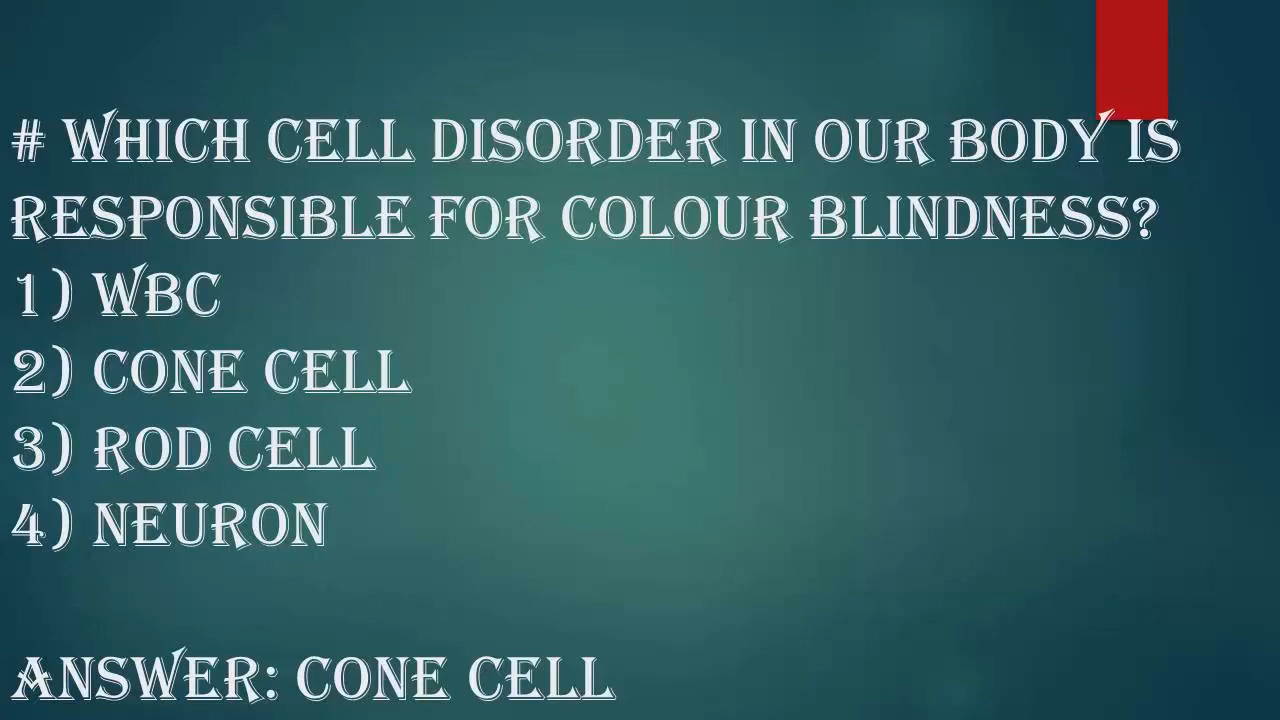 # WHICH CELL DISORDER IN OUR BODY IS
RESPONSIBLE FOR COLOUR BLINDNESS?
1) WBC
2) CONE CELL
3) ROD CELL
4) NEURON
ANSWER: CONE CELL